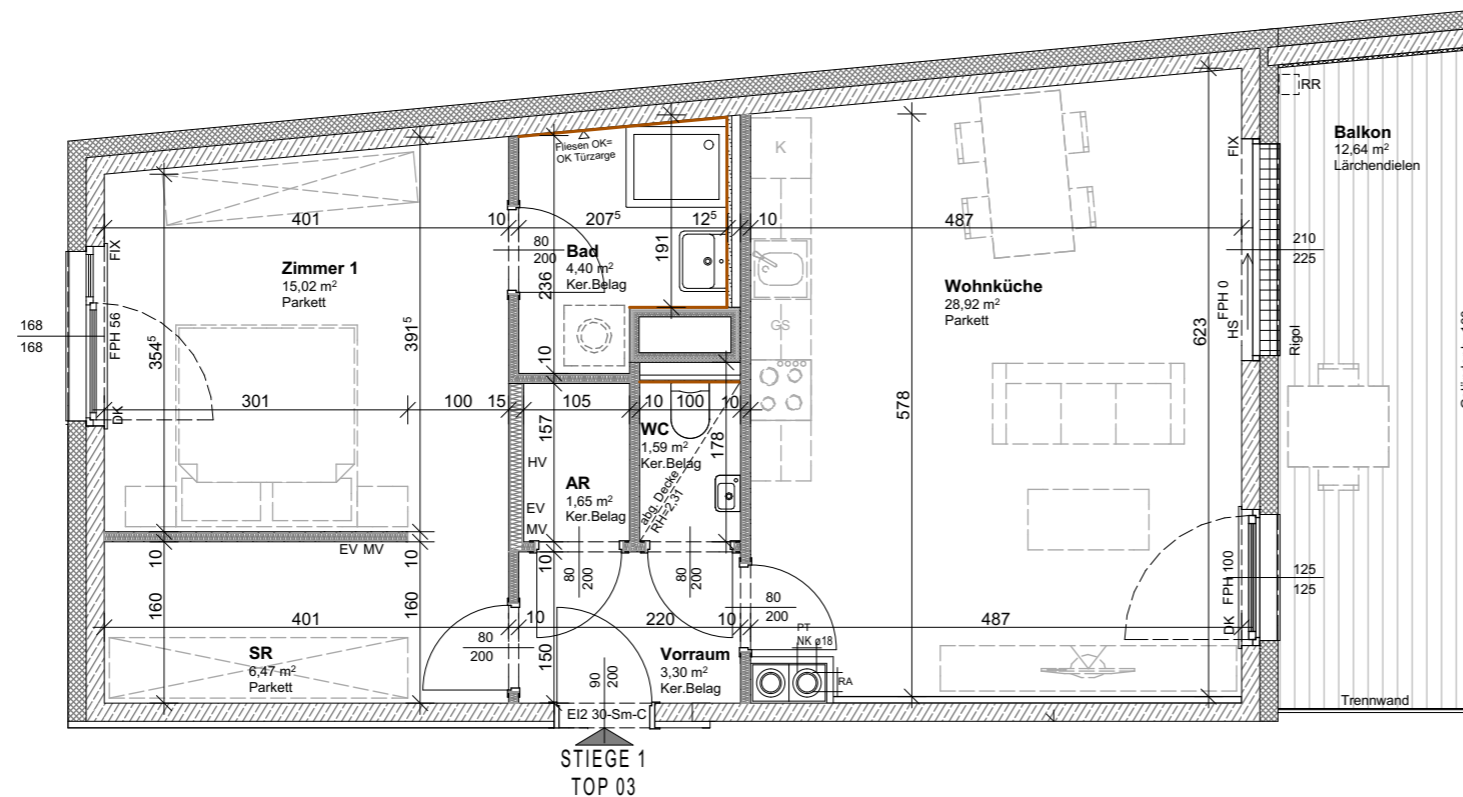 iRR
Balkon
12,64 m²
Lärchendielen
Fliesen OK=
OK Türzarge
K
FIX
401
10
207⁵
12⁵
10
487
FIX
210
225
80
200
Bad
4,40 m²
Ker.Belag
191
236
Zimmer 1
15,02 m²
Parkett
Wohnküche
28,92 m²
Parkett
168
168
FPH 56
354⁵
391⁵
GS
623
FPH 0
HS
Rigol
10
DK
301
100
15
105
10
100
10
578
157
WC
1,59 m²
Ker.Belag
178
HV
AR
1,65 m²
Ker.Belag
EV
MV
abg. Decke
RH=2,31
EV MV
10
10
10
80
200
80
200
FPH 100
DK
125
125
160
160
401
10
220
10
80
200
487
PT
NK ø18
80
200
150
SR
6,47 m²
Parkett
90
200
Vorraum
3,30 m²
Ker.Belag
RA
EI2 30-Sm-C
Trennwand
STIEGE 1
TOP 03